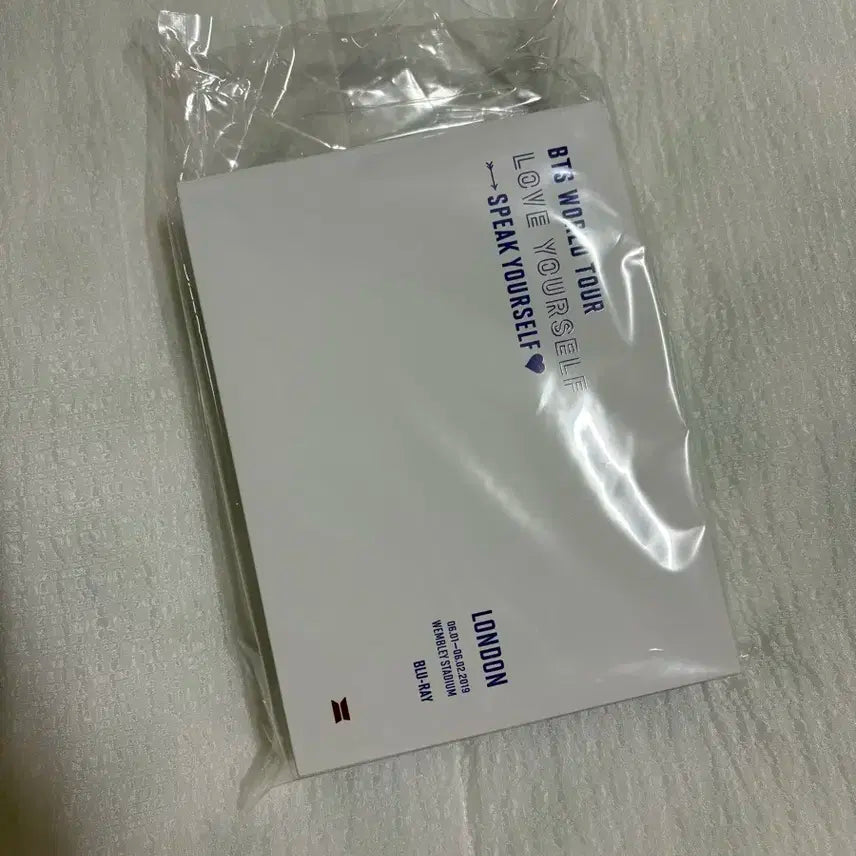 BTS WORLD TOUR
LOVE YOURSELF
SPEAK YOURSELF
LONDON
06.01—06.02.2019
WEMBLEY STADIUM
BLU-RAY